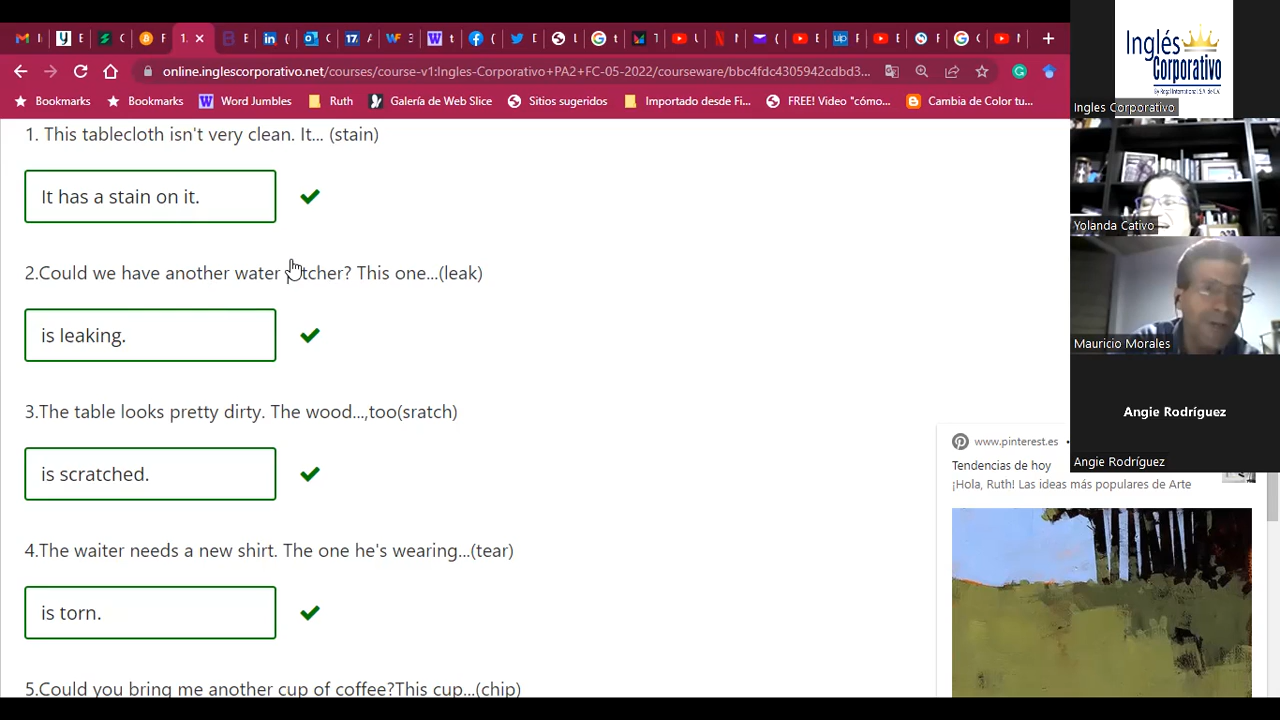 1.
(
17,
online.inglescorporativo.net/courses/course-v1:Ingles-Corporativo+PA2+FC-05-2022/courseware/bbc4fdc4305942cdbd3...
Bookmarks
Bookmarks
Word Jumbles
Ruth
Galería de Web Slice
Sitios sugeridos
Importado desde Fi...
FREE! Video "cómo...
Cambia de Color tu...
1. This tablecloth isn't very clean. It... (stain)
It has a stain on it.
2.Could we have another water pitcher? This one...(leak)
is leaking.
3.The table looks pretty dirty. The wood...,too(sratch)
is scratched.
4.The waiter needs a new shirt. The one he's wearing...(tear)
is torn.
5.Could you bring me another cup of coffee?This cup...(chip)
www.pinterest.es
Tendencias de hoy
¡Hola, Ruth! Las ideas más populares de Arte
Inglés
Corporativo
Ingles Corporativo
Yolanda Cativo
Mauricio Morales
Angie Rodríguez
Angie Rodríguez